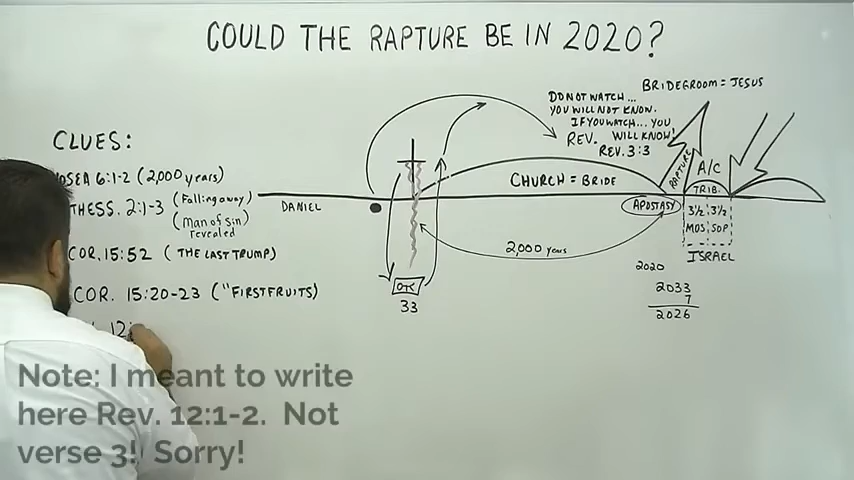 COULD THE RAPTURE BE IN 2020?
CLUES:
OSEA 6:1-2 (2,000 years)
THESS. 2:1-3 (Falling away)
(Man of Sin)
revealed
COR. 15:52 (THE LAST TRUMP)
COR. 15:20-23 ("FIRSTFRUITS)
12:
DANIEL
OT
33
CHURCH = BRIDE
2,000 years
DO NOT WATCH...
YOU WILL NOT KNOW.
IF YOU WATCH... YOU
REV. WILL KNOW!
REV. 3:3
BRIDEGROOM = JESUS
RAPTURE
A/C
TRIB.
APOSTASY
3½ 3½
MOS
ISRAEL
2020
2033
7
2026
Note: I meant to write
here Rev. 12:1-2. Not
verse 3! Sorry!